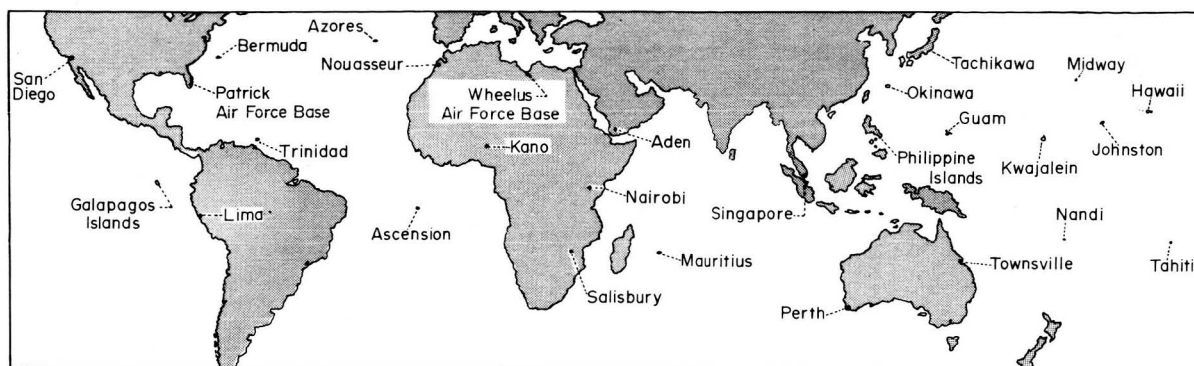 Azores
Bermuda
San
Diego
Nouasseur
Patrick
Air Force Base
Wheelus
Air Force Base
Tachikawa
Midway
Okinawa
Hawaii
Guam
Trinidad
Kano
Aden
Philippine
Islands
Kwajalein
Johnston
Galapagos
Islands
Lima
Ascension
Nairobi
Singapore
Nandi
Mauritius
Salisbury
Townsville
Tahiti
Perth